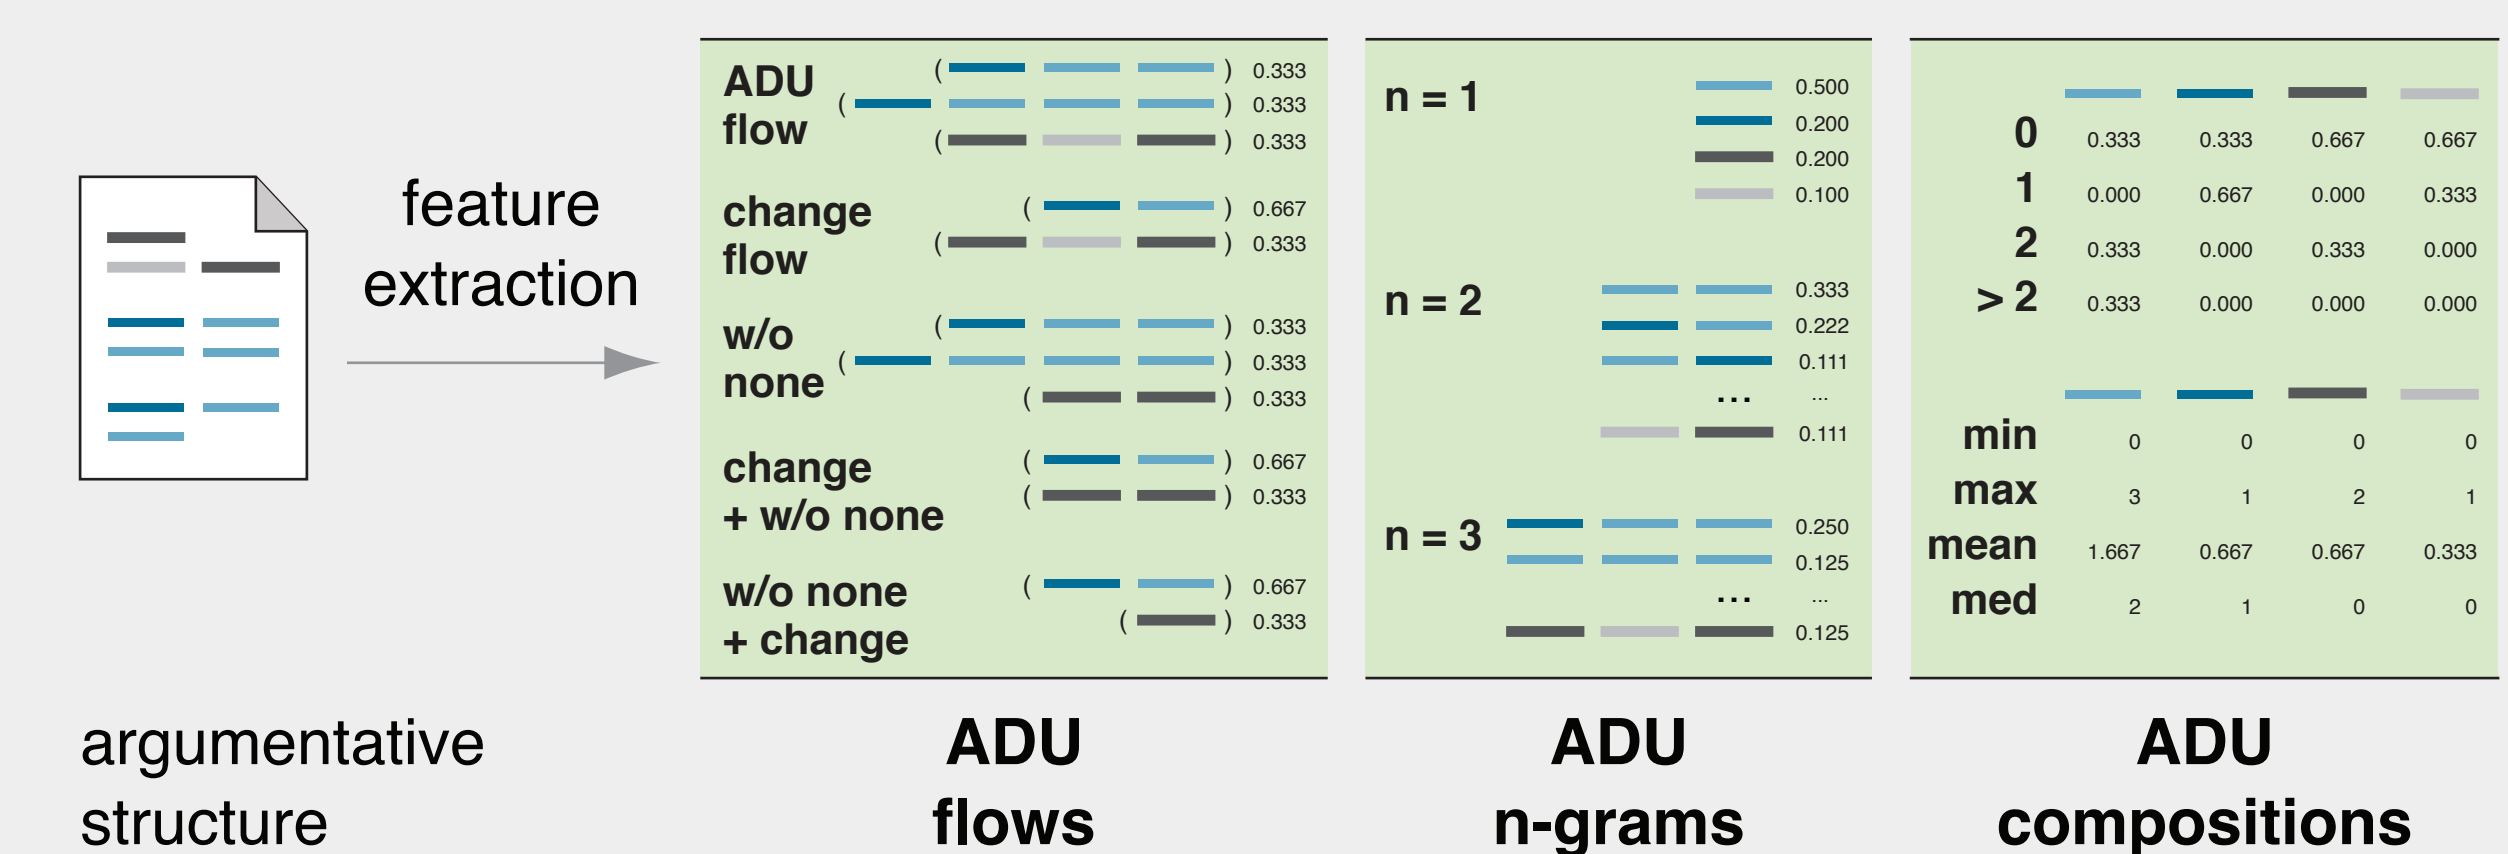 feature
extraction
argumentative
structure
ADU
flow
( ) 0.333
( ) 0.333
( ) 0.333
change
flow
( ) 0.667
( ) 0.333
w/o
none
( ) 0.333
( ) 0.333
( ) 0.333
change
+ w/o none
( ) 0.667
( ) 0.333
w/o none
+ change
( ) 0.667
( ) 0.333
ADU
flows
n = 1
0.500
0.200
0.200
0.100
n = 2
0.333
0.222
0.111
... ...
0.111
n = 3
0.250
0.125
... ...
0.125
ADU
n-grams
0 0.333 0.333 0.667 0.667
1 0.000 0.667 0.000 0.333
2 0.333 0.000 0.333 0.000
> 2 0.333 0.000 0.000 0.000
min 0 0 0 0
max 3 1 2 1
mean 1.667 0.667 0.667 0.333
med 2 1 0 0
ADU
compositions